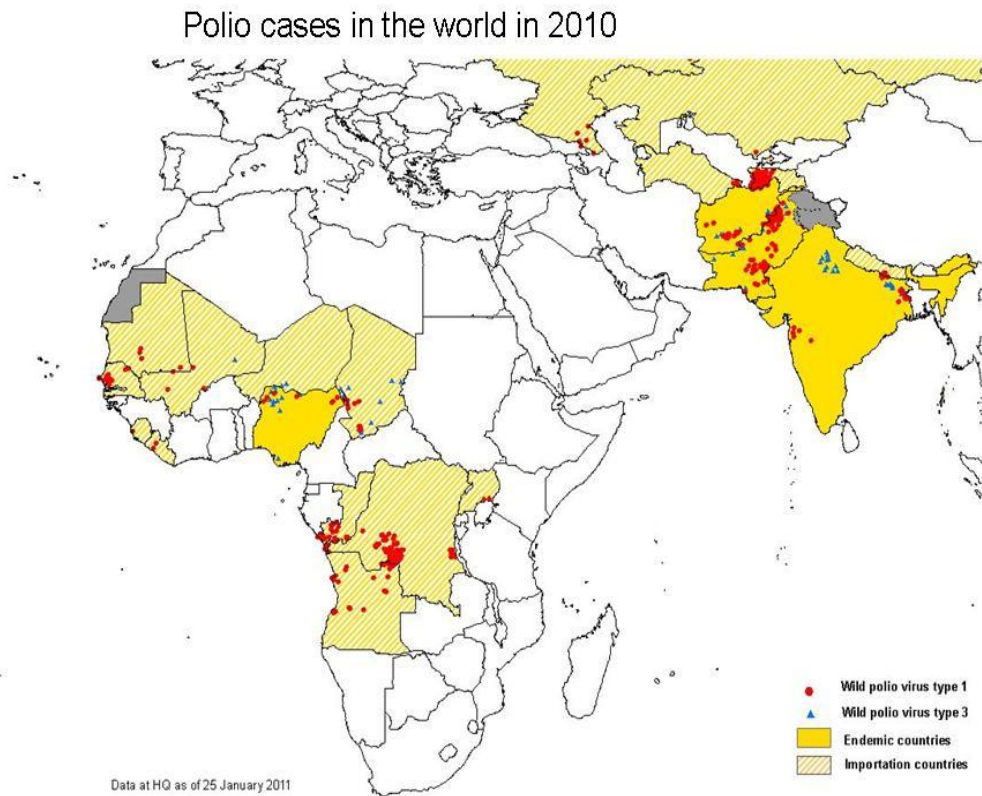 Polio cases in the world in 2010
Wild polio virus type 1
Wild polio virus type 3
Endemic countries
Importation countries
Data at HQ as of 25 January 2011